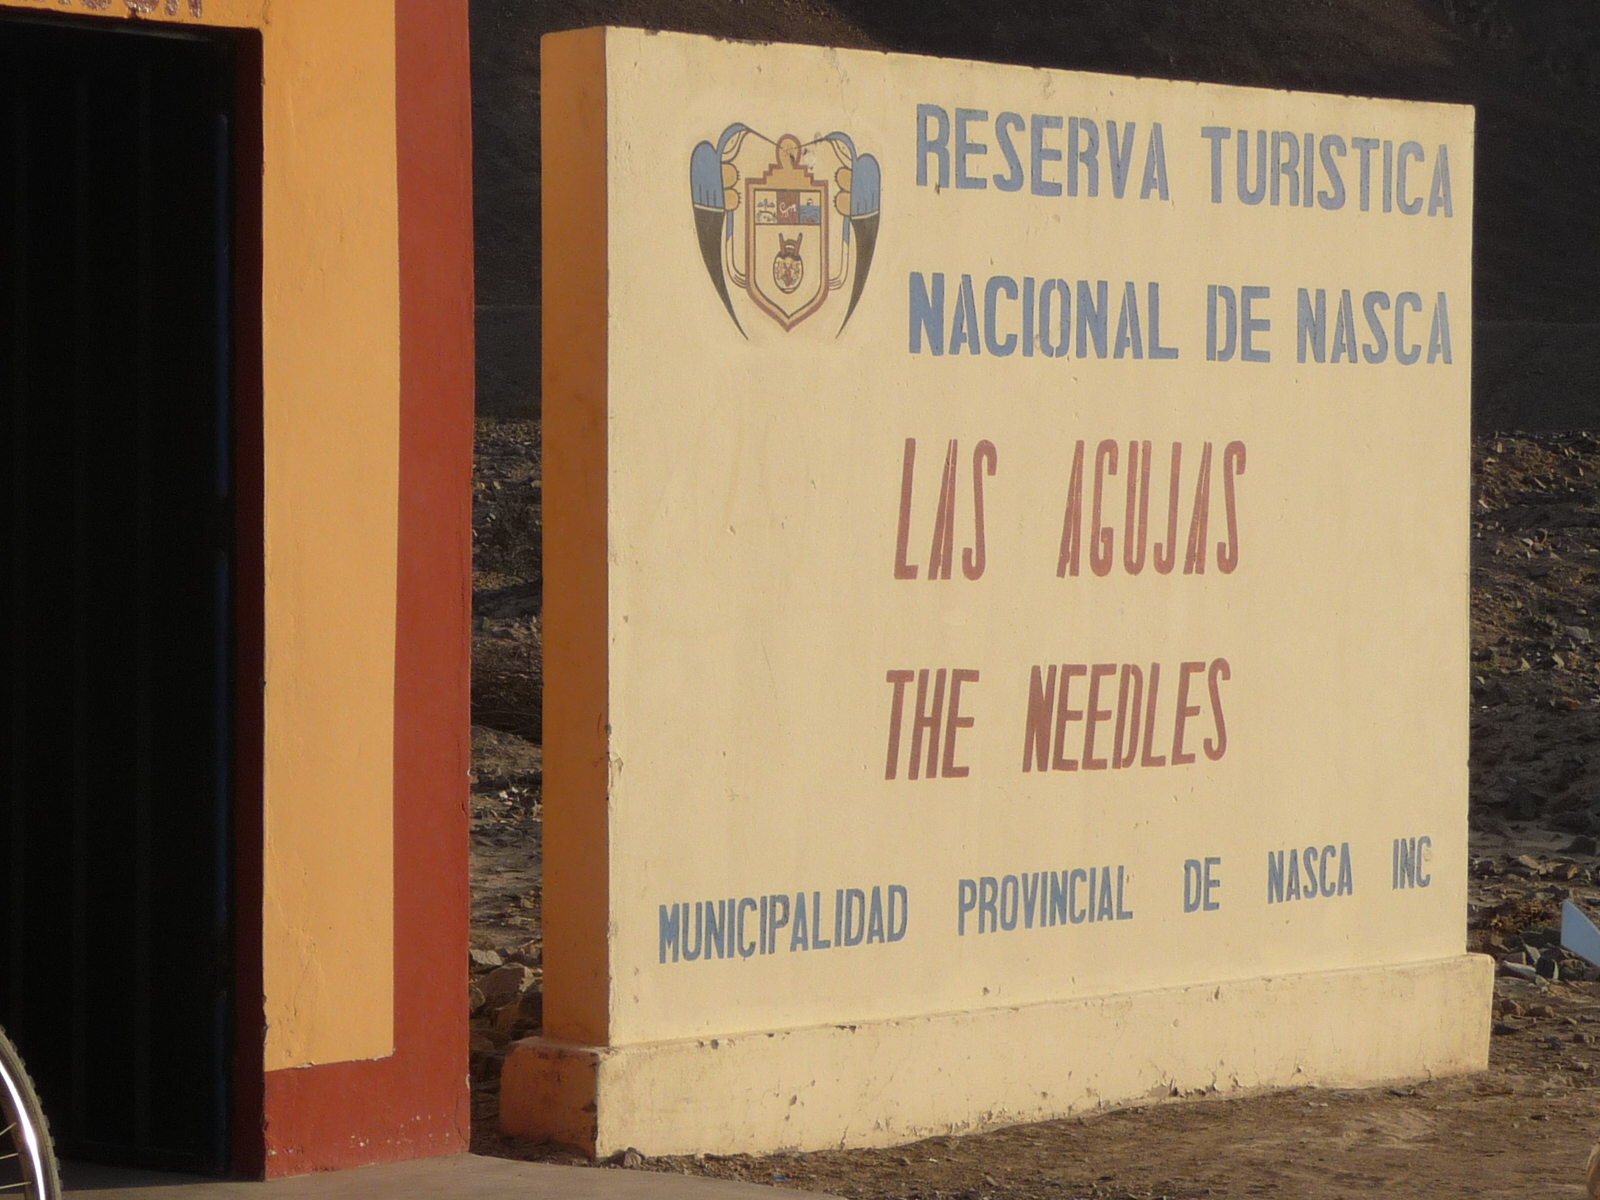 RESERVA TURISTICA
NACIONAL DE NASCA
LAS AGUJAS
THE NEEDLES
MUNICIPALIDAD PROVINCIAL DE NASCA INC